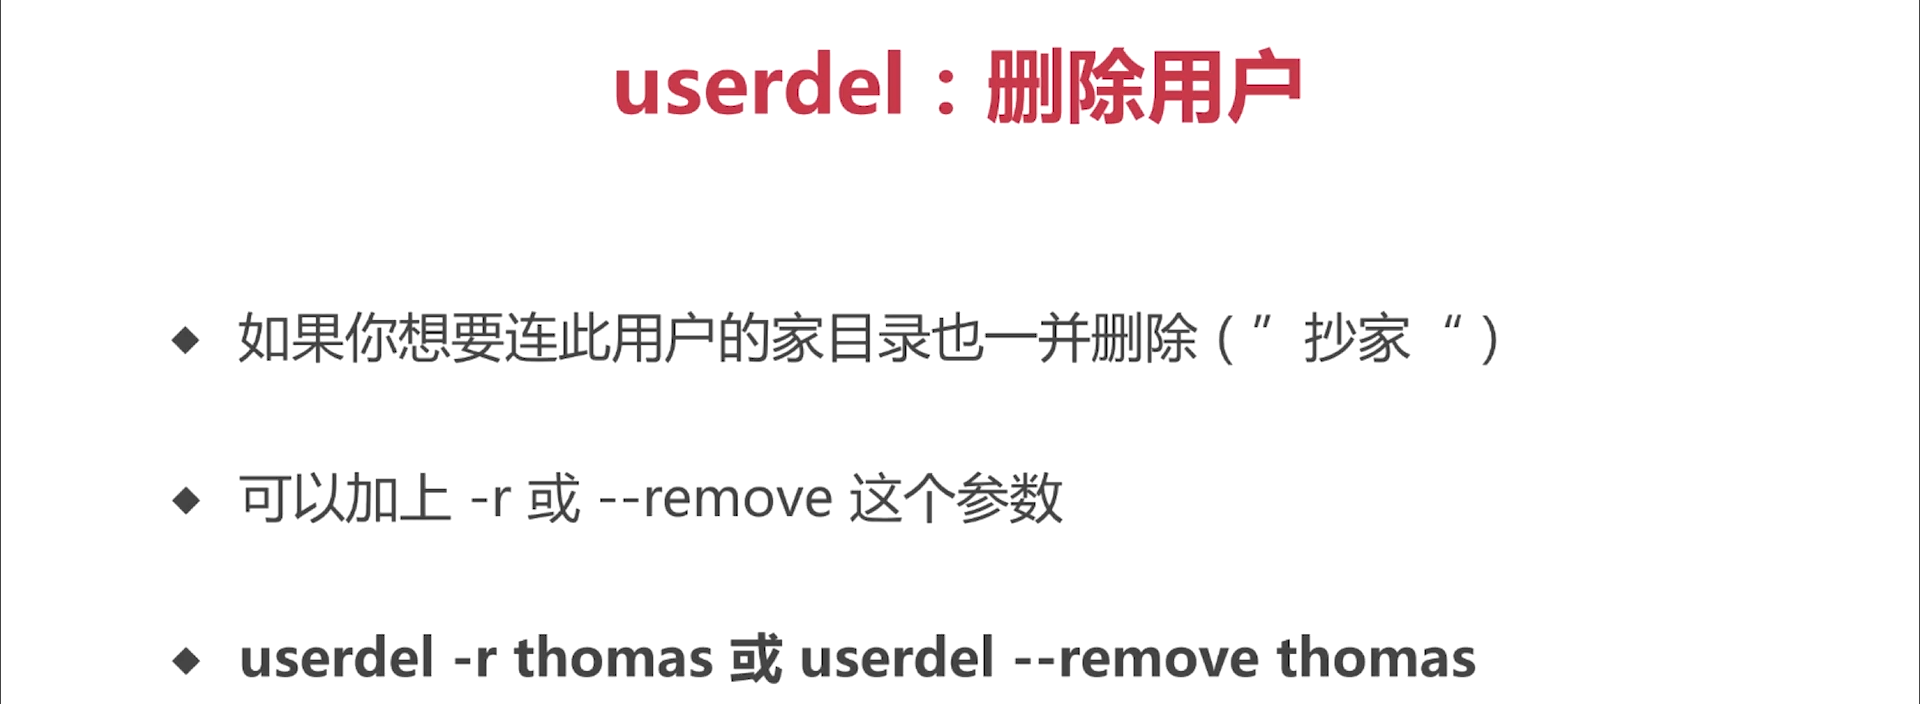 userdel：删除用户
◆ 如果你想要连此用户的家目录也一并删除（”抄家“）
◆ 可以加上 -r 或 --remove 这个参数
◆ userdel -r thomas 或 userdel --remove thomas